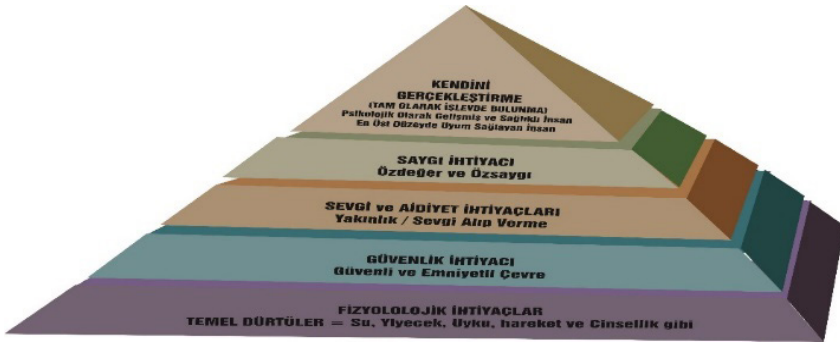 KENDİNİ
GERÇEKLEŞTİRME
(TAM OLARAK İŞLEVDE BULUNMA)
Psikolojik Olarak Gelişmiş ve Sağlıklı İnsan
En Üst Düzeyde Uyum Sağlayan İnsan
SAYGI İHTİYACI
Özdeğer ve Özsaygı
SEVGİ ve AİDİYET İHTİYAÇLARI
Yakınlık / Sevgi Alıp Verme
GÜVENLİK İHTİYACI
Güvenli ve Emniyetli Çevre
FİZYOLOLOJİK İHTİYAÇLAR
TEMEL DÜRTÜLER = Su, Yiyecek, Uyku, hareket ve Cinsellik gibi